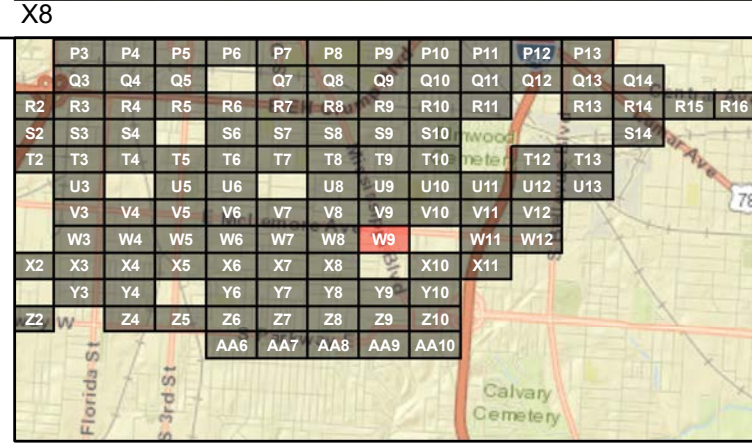 X8
P3 P4 P5 P6 P7 P8 P9 P10 P11 P12 P13
Q3 Q4 Q5 Q7 Q8 Q9 Q10 Q11 Q12 Q13 Q14
R2 R3 R4 R5 R6 R7 R8 R9 R10 R11 R13 R14 R15 R16
S2 S3 S4 S6 S7 S8 S9 S10 S14
T2 T3 T4 T5 T6 T7 T8 T9 T10 T12 T13
U3 U5 U6 U8 U9 U10 U11 U12 U13
V3 V4 V5 V6 V7 V8 V9 V10 V11 V12
W3 W4 W5 W6 W7 W8 W9 W11 W12
X2 X3 X4 X5 X6 X7 X8 X10 X11
Y3 Y4 Y6 Y7 Y8 Y9 Y10
Z2 Z4 Z5 Z6 Z7 Z8 Z9 Z10
AA6 AA7 AA8 AA9 AA10
Lamar Ave
78
Florida St
S 3rd St
Calvary
Cemetery